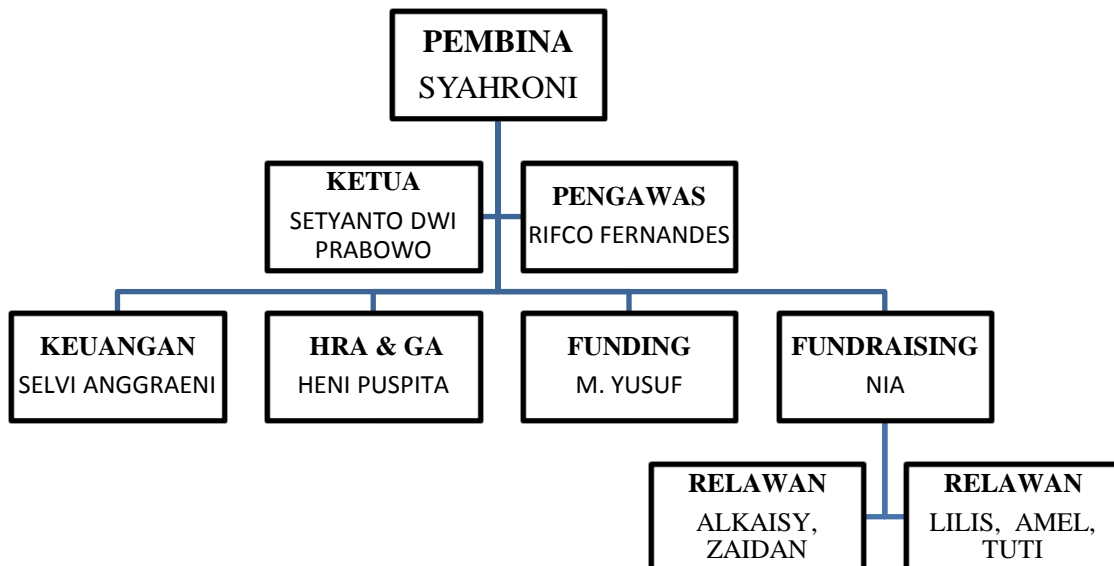 PEMBINA
SYAHRONI
KETUA
SETYANTO DWI
PRABOWO
PENGAWAS
RIFCO FERNANDES
KEUANGAN
SELVI ANGGRAENI
HRA & GA
HENI PUSPITA
FUNDING
M. YUSUF
FUNDRAISING
NIA
RELAWAN
ALKAISY,
ZAIDAN
RELAWAN
LILIS, AMEL,
TUTI